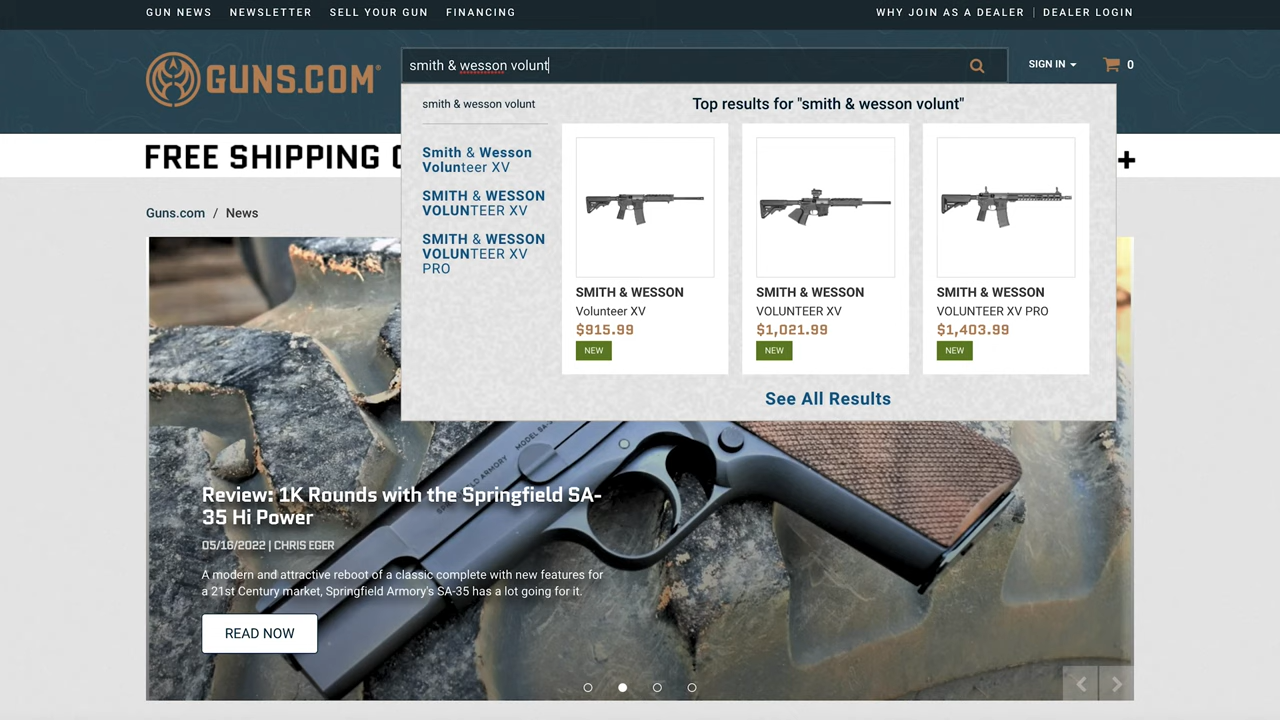 GUN NEWS NEWSLETTER SELL YOUR GUN FINANCING
WHY JOIN AS A DEALER | DEALER LOGIN
GUNS.COM®
smith & wesson volunt
SIGN IN
0
FREE SHIPPING
+
smith & wesson volunt
Smith & Wesson
Volunteer XV
SMITH & WESSON
VOLUNTEER XV
SMITH & WESSON
VOLUNTEER XV
PRO
Top results for "smith & wesson volunt"
SMITH & WESSON
Volunteer XV
$915.99
NEW
SMITH & WESSON
VOLUNTEER XV
$1,021.99
NEW
SMITH & WESSON
VOLUNTEER XV PRO
$1,403.99
NEW
See All Results
Guns.com / News
Review: 1K Rounds with the Springfield SA-
35 Hi Power
05/16/2022 | CHRIS EGER
A modern and attractive reboot of a classic complete with new features for
a 21st Century market, Springfield Armory's SA-35 has a lot going for it.
READ NOW